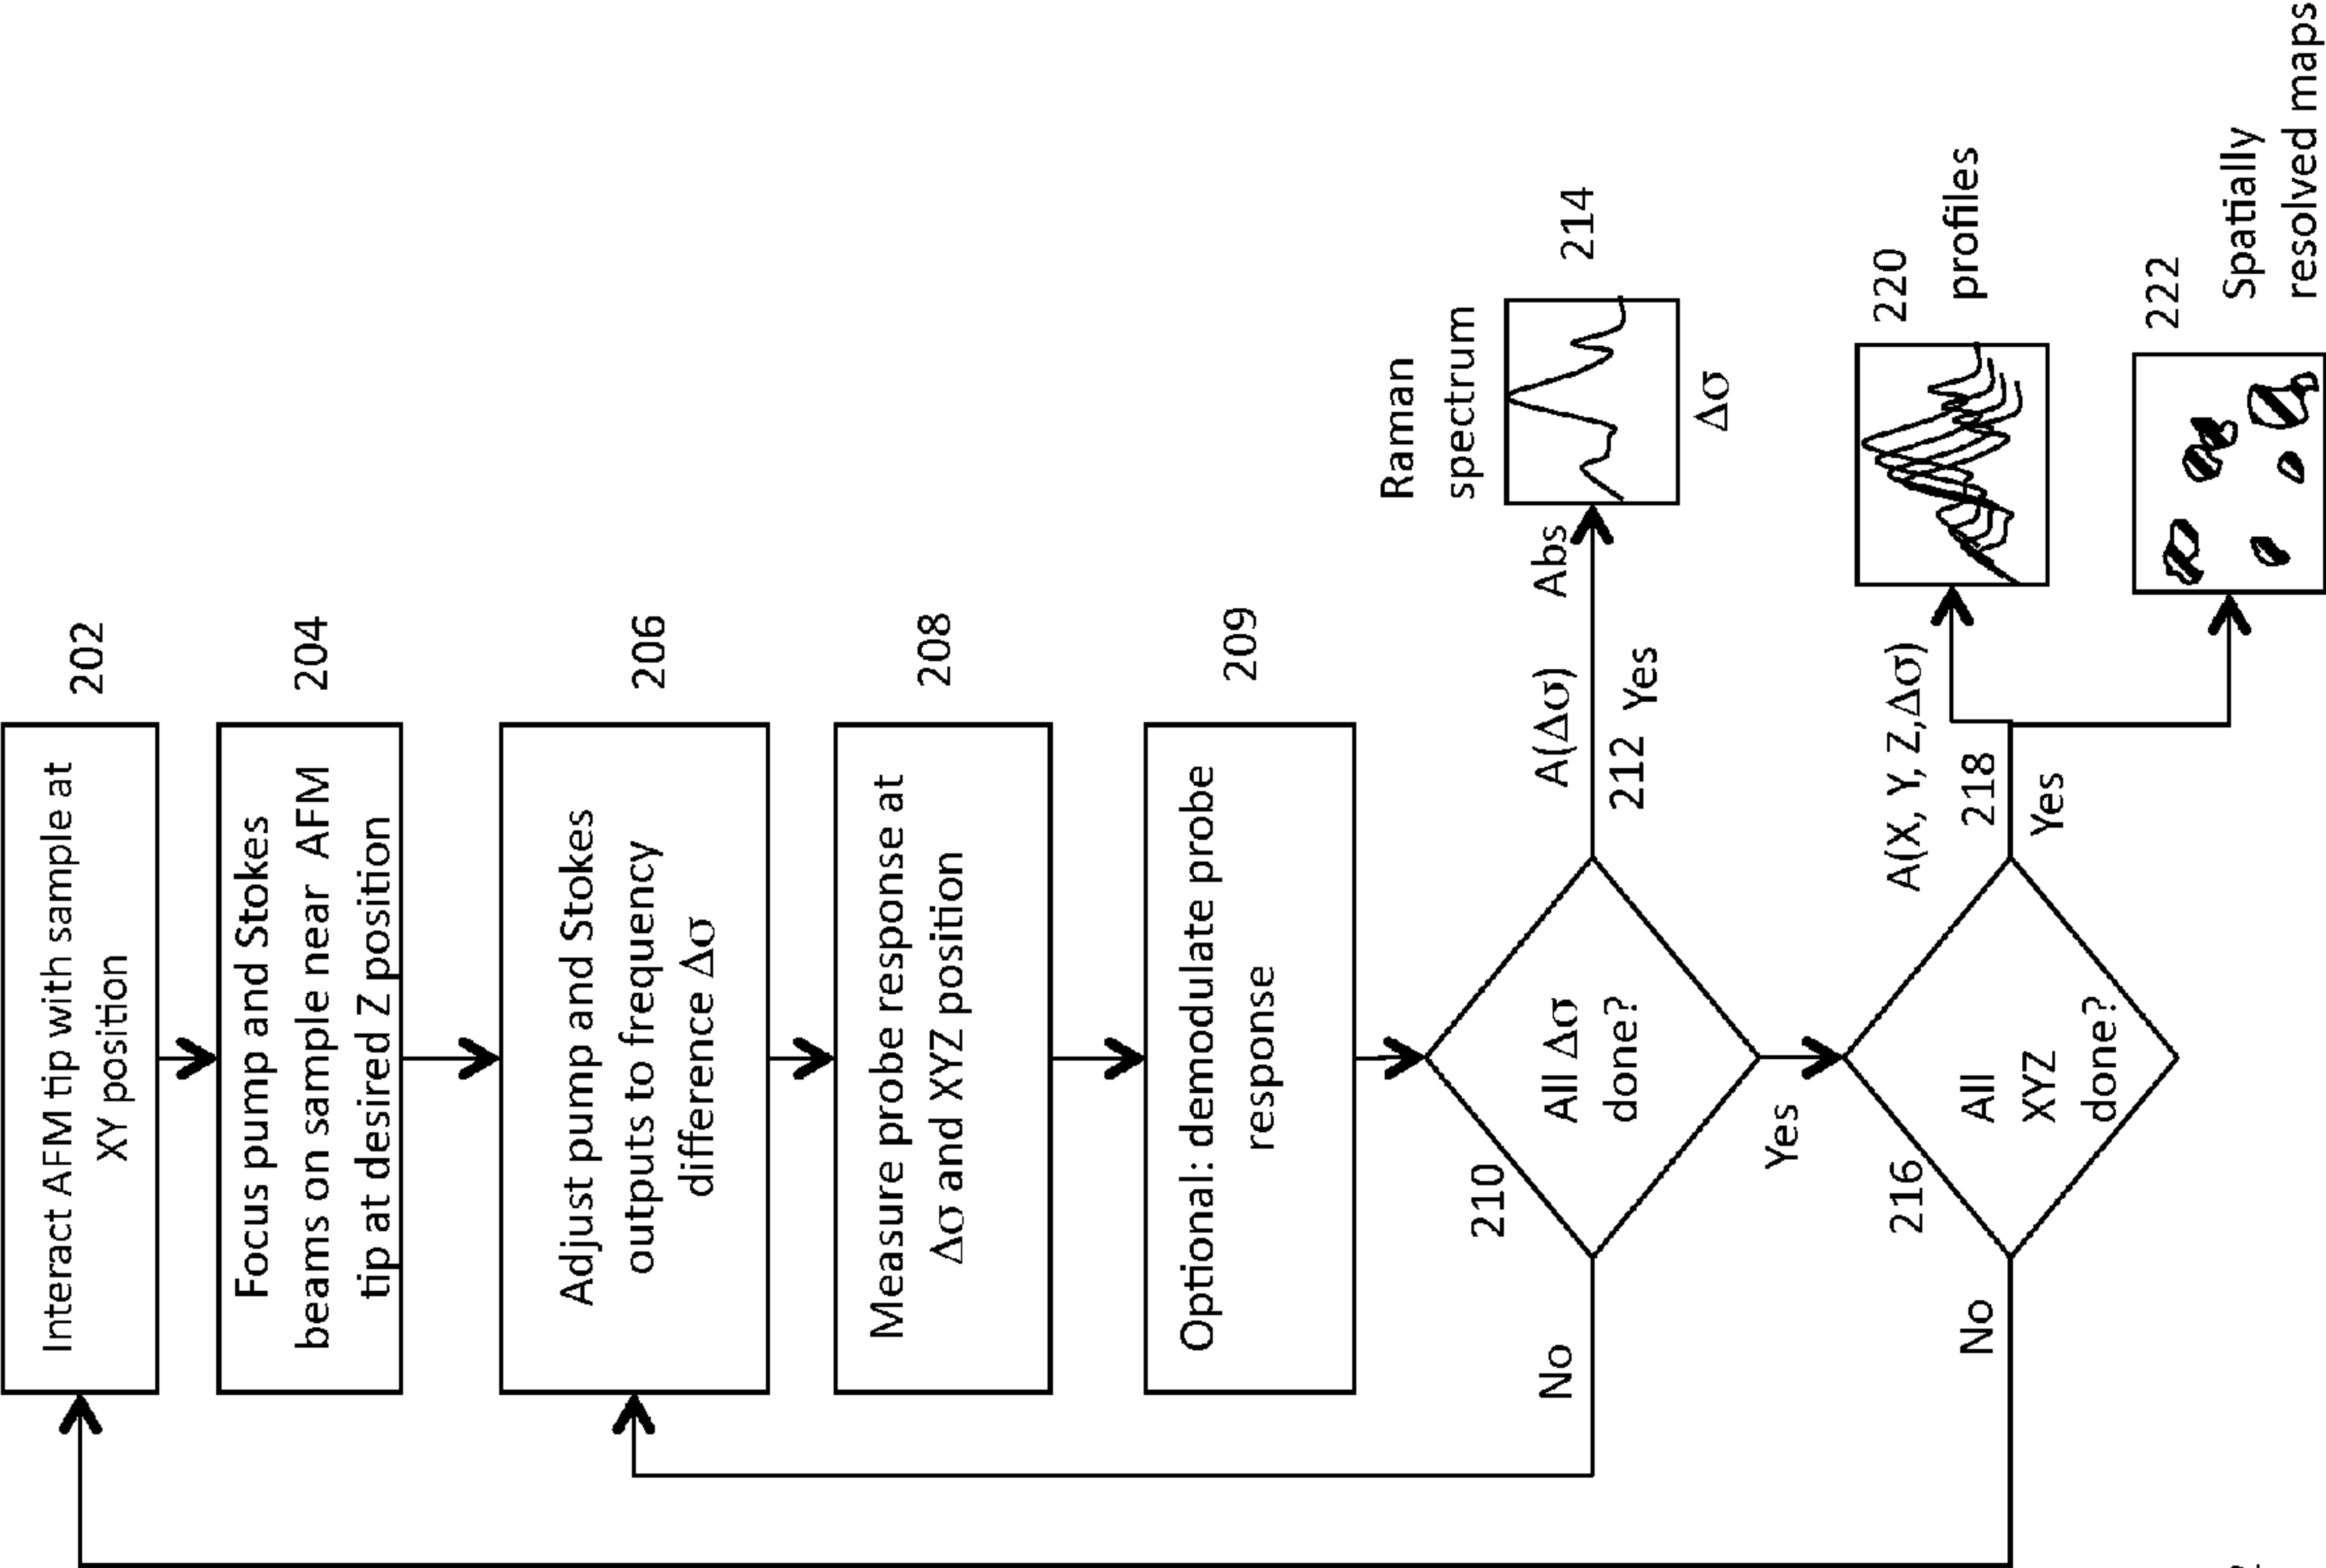 Interact AFM tip with sample at
XY position
202
Focus pump and Stokes
beams on sample near AFM
tip at desired Z position
204
Adjust pump and Stokes
outputs to frequency
difference Δσ
206
Measure probe response at
Δσ and XYZ position
208
Optional: demodulate probe
response
209
210
All Δσ
done?
No
Yes
A(Δσ)
212 Yes
Abs
Raman
spectrum
214
Δσ
216
All
XYZ
done?
No
A(X, Y, Z,Δσ)
218
Yes
220
profiles
222
Spatially
resolved maps